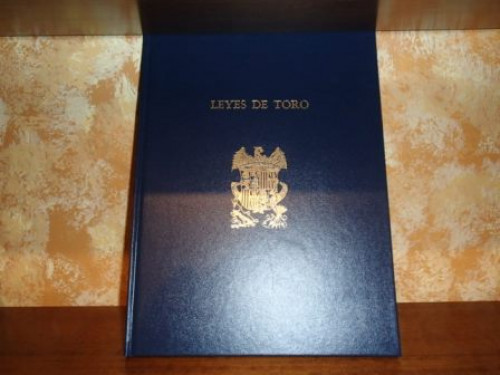 LEYES DE TORO